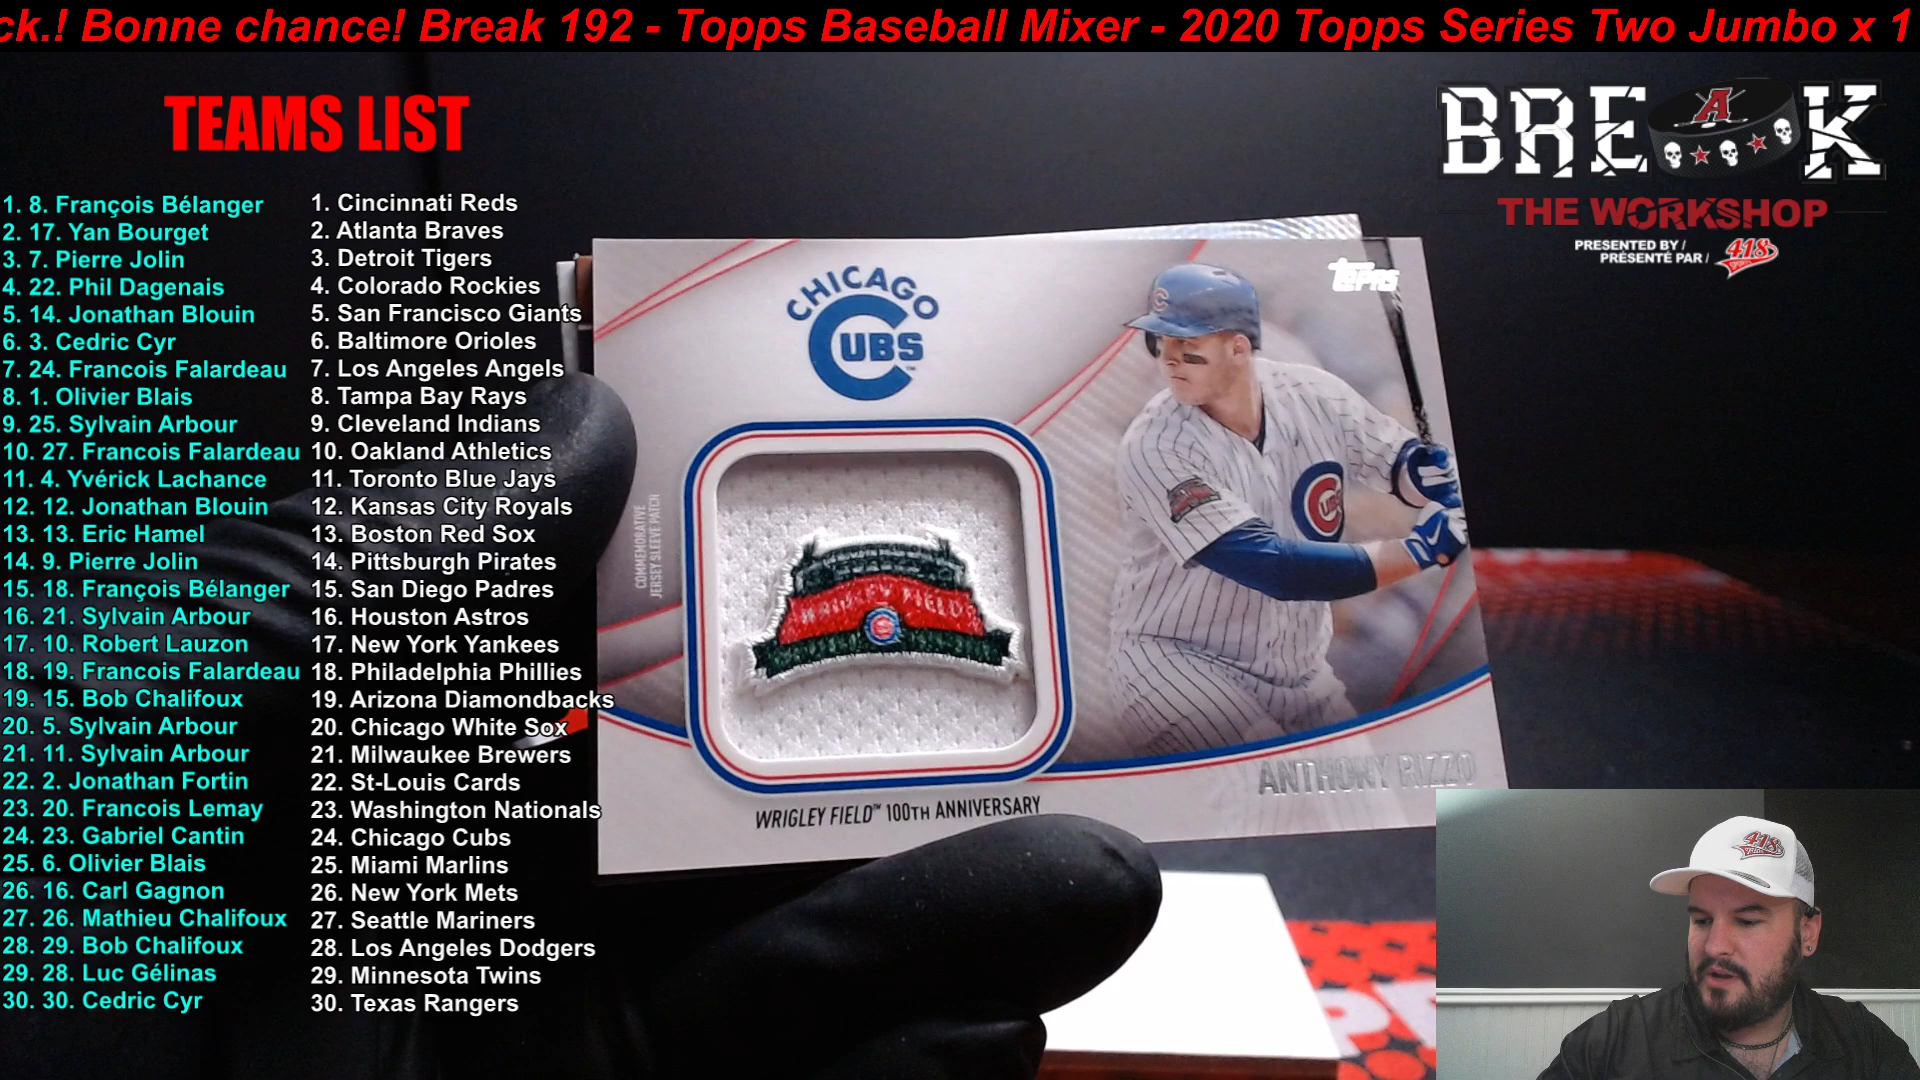 ck.! Bonne chance! Break 192 - Topps Baseball Mixer - 2020 Topps Series Two Jumbo x 1
TEAMS LIST
1. 8. François Bélanger
2. 17. Yan Bourget
3. 7. Pierre Jolin
4. 22. Phil Dagenais
5. 14. Jonathan Blouin
6. 3. Cedric Cyr
7. 24. Francois Falardeau
8. 1. Olivier Blais
9. 25. Sylvain Arbour
10. 27. Francois Falardeau
11. 4. Yvérick Lachance
12. 12. Jonathan Blouin
13. 13. Eric Hamel
14. 9. Pierre Jolin
15. 18. François Bélanger
16. 21. Sylvain Arbour
17. 10. Robert Lauzon
18. 19. Francois Falardeau
19. 15. Bob Chalifoux
20. 5. Sylvain Arbour
21. 11. Sylvain Arbour
22. 2. Jonathan Fortin
23. 20. Francois Lemay
24. 23. Gabriel Cantin
25. 6. Olivier Blais
26. 16. Carl Gagnon
27. 26. Mathieu Chalifoux
28. 29. Bob Chalifoux
29. 28. Luc Gélinas
30. 30. Cedric Cyr
1. Cincinnati Reds
2. Atlanta Braves
3. Detroit Tigers
4. Colorado Rockies
5. San Francisco Giants
6. Baltimore Orioles
7. Los Angeles Angels
8. Tampa Bay Rays
9. Cleveland Indians
10. Oakland Athletics
11. Toronto Blue Jays
12. Kansas City Royals
13. Boston Red Sox
14. Pittsburgh Pirates
15. San Diego Padres
16. Houston Astros
17. New York Yankees
18. Philadelphia Phillies
19. Arizona Diamondbacks
20. Chicago White Sox
21. Milwaukee Brewers
22. St-Louis Cards
23. Washington Nationals
24. Chicago Cubs
25. Miami Marlins
26. New York Mets
27. Seattle Mariners
28. Los Angeles Dodgers
29. Minnesota Twins
30. Texas Rangers
CHICAGO
CUBS
TOPPS
COMMEMORATIVE
JERSEY SLEEVE PATCH
WRIGLEY FIELD
CUBS
ANTHONY RIZZO
WRIGLEY FIELD™ 100TH ANNIVERSARY
BREAK
THE WORKSHOP
PRESENTED BY /
PRÉSENTÉ PAR /
418
418